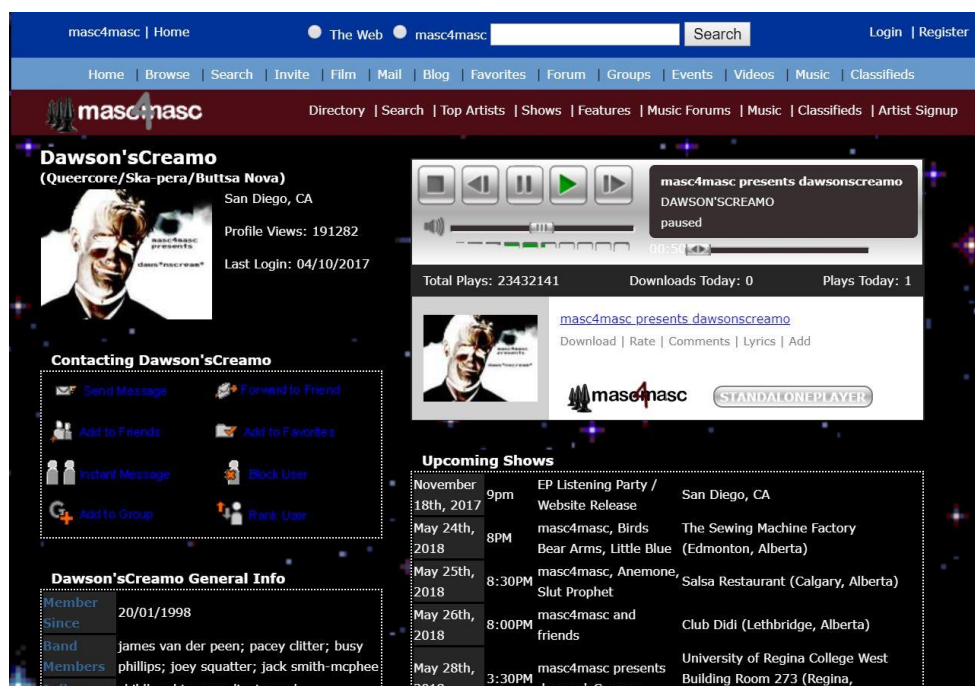 masc4masc | Home
The Web
masc4masc
Search
Login | Register
Home | Browse | Search | Invite | Film | Mail | Blog | Favorites | Forum | Groups | Events | Videos | Music | Classifieds
masc4masc
Directory | Search | Top Artists | Shows | Features | Music Forums | Music | Classifieds | Artist Signup
Dawson'sCreamo
(Queercore/Ska-pera/Buttsa Nova)
masc4masc
presents
San Diego, CA
Profile Views: 191282
Last Login: 04/10/2017
Contacting Dawson'sCreamo
Send Message
Forward to Friend
Add to Friends
Add to Favorites
Instant Message
Block User
Add to Group
Rank User
Dawson'sCreamo General Info
Member
Since
20/01/1998
Band
Members
james van der peen; pacey clitter; busy
phillips; joey squatter; jack smith-mcphee
masc4masc presents dawsonscreamo
DAWSON'SCREAMO
paused
00:50
Total Plays: 23432141
Downloads Today: 0
Plays Today: 1
masc4masc presents dawsonscreamo
Download | Rate | Comments | Lyrics | Add
masc4masc
STANDALONEPLAYER
Upcoming Shows
November
18th, 2017
9pm
EP Listening Party /
Website Release
San Diego, CA
May 24th,
2018
8PM
masc4masc, Birds
Bear Arms, Little Blue
The Sewing Machine Factory
(Edmonton, Alberta)
May 25th,
2018
8:30PM
masc4masc, Anemone,
Slut Prophet
Salsa Restaurant (Calgary, Alberta)
May 26th,
2018
8:00PM
masc4masc and
friends
Club Didi (Lethbridge, Alberta)
May 28th,
3:30PM
masc4masc presents
University of Regina College West
Building Room 273 (Regina,